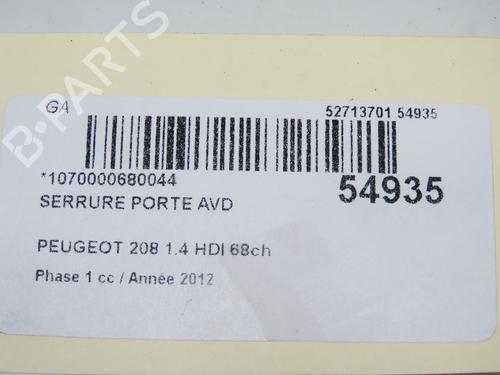 B-PARTS
GA
52713701 54935
*1070000680044
54935
SERRURE PORTE AVD
PEUGEOT 208 1.4 HDI 68ch
Phase 1 cc / Année 2012